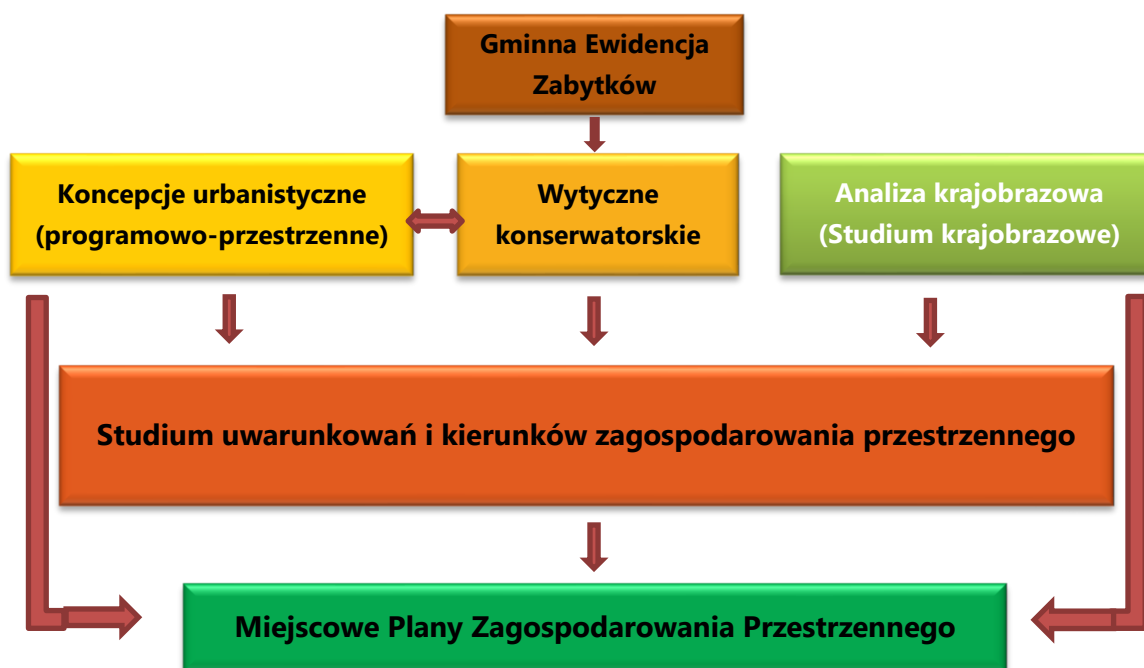 Gminna Ewidencja
Zabytków
Koncepcje urbanistyczne
(programowo-przestrzenne)
Wytyczne
konserwatorskie
Analiza krajobrazowa
(Studium krajobrazowe)
Studium uwarunkowań i kierunków zagospodarowania przestrzennego
Miejscowe Plany Zagospodarowania Przestrzennego